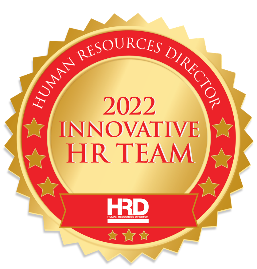 HUMAN RESOURCES DIRECTOR
2022
INNOVATIVE
HR TEAM
HRD